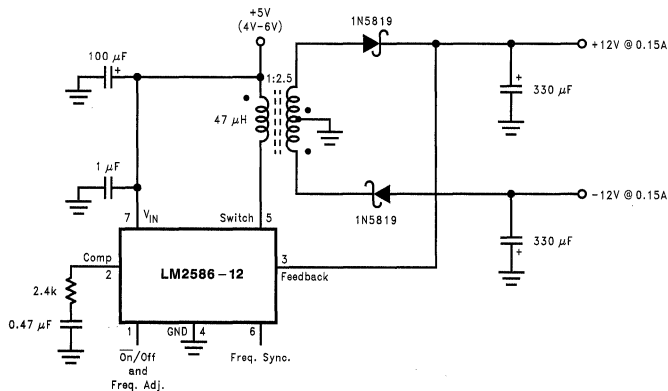 +5V
(4V-6V)
1N5819
+12V @ 0.15A
100 μF
+
1:2.5
47 μH
+
330 μF
1 μF
1N5819
-12V @ 0.15A
7
VIN
Switch
5
+
330 μF
Comp
2
LM2586-12
3
Feedback
2.4k
0.47 μF
1
GND
4
6
On/Off
and
Freq. Adj.
Freq. Sync.